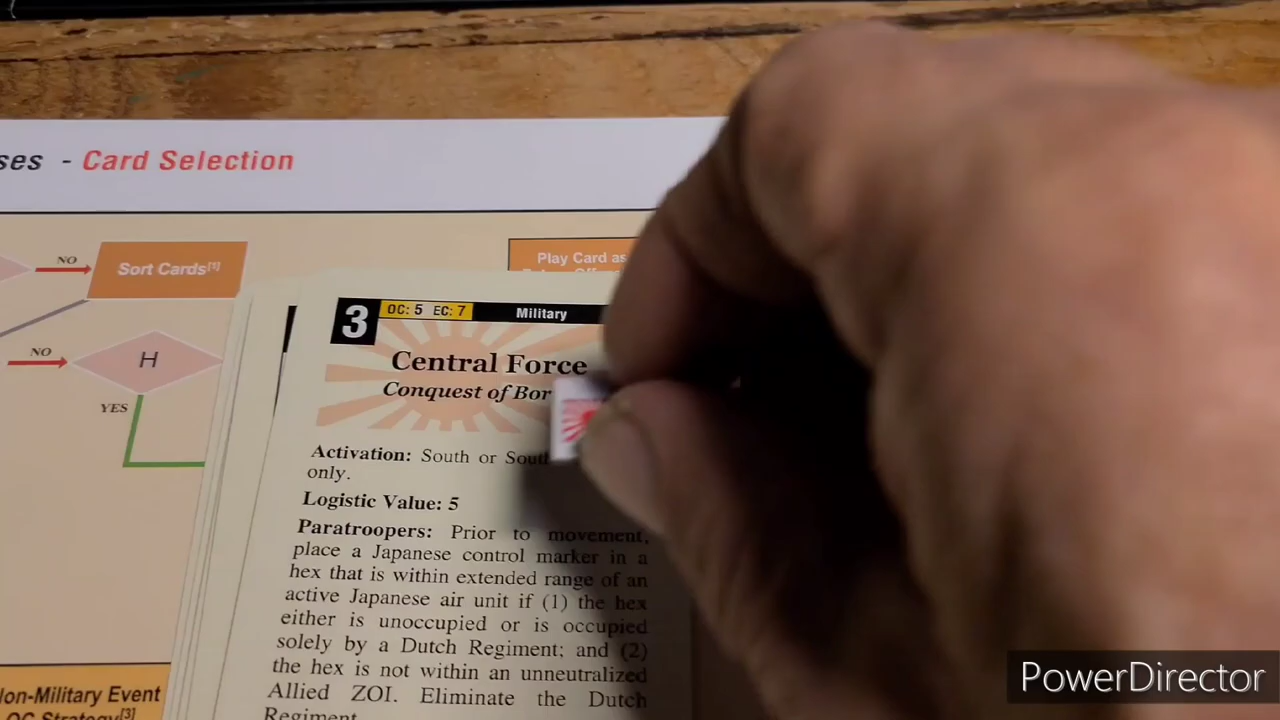 ses - Card Selection
NO
Sort Cards[1]
Play Card as
NO
H
YES
3
OC: 5 EC: 7
Military
Central Force
Conquest of Bor
Activation: South or Sout
only.
Logistic Value: 5
Paratroopers: Prior to movement,
place a Japanese control marker in a
hex that is within extended range of an
active Japanese air unit if (1) the hex
either is unoccupied or is occupied
solely by a Dutch Regiment; and (2)
the hex is not within an unneutralized
Allied ZOI. Eliminate the Dutch
Regiment
lon-Military Event
OC Strategy[3]
PowerDirector